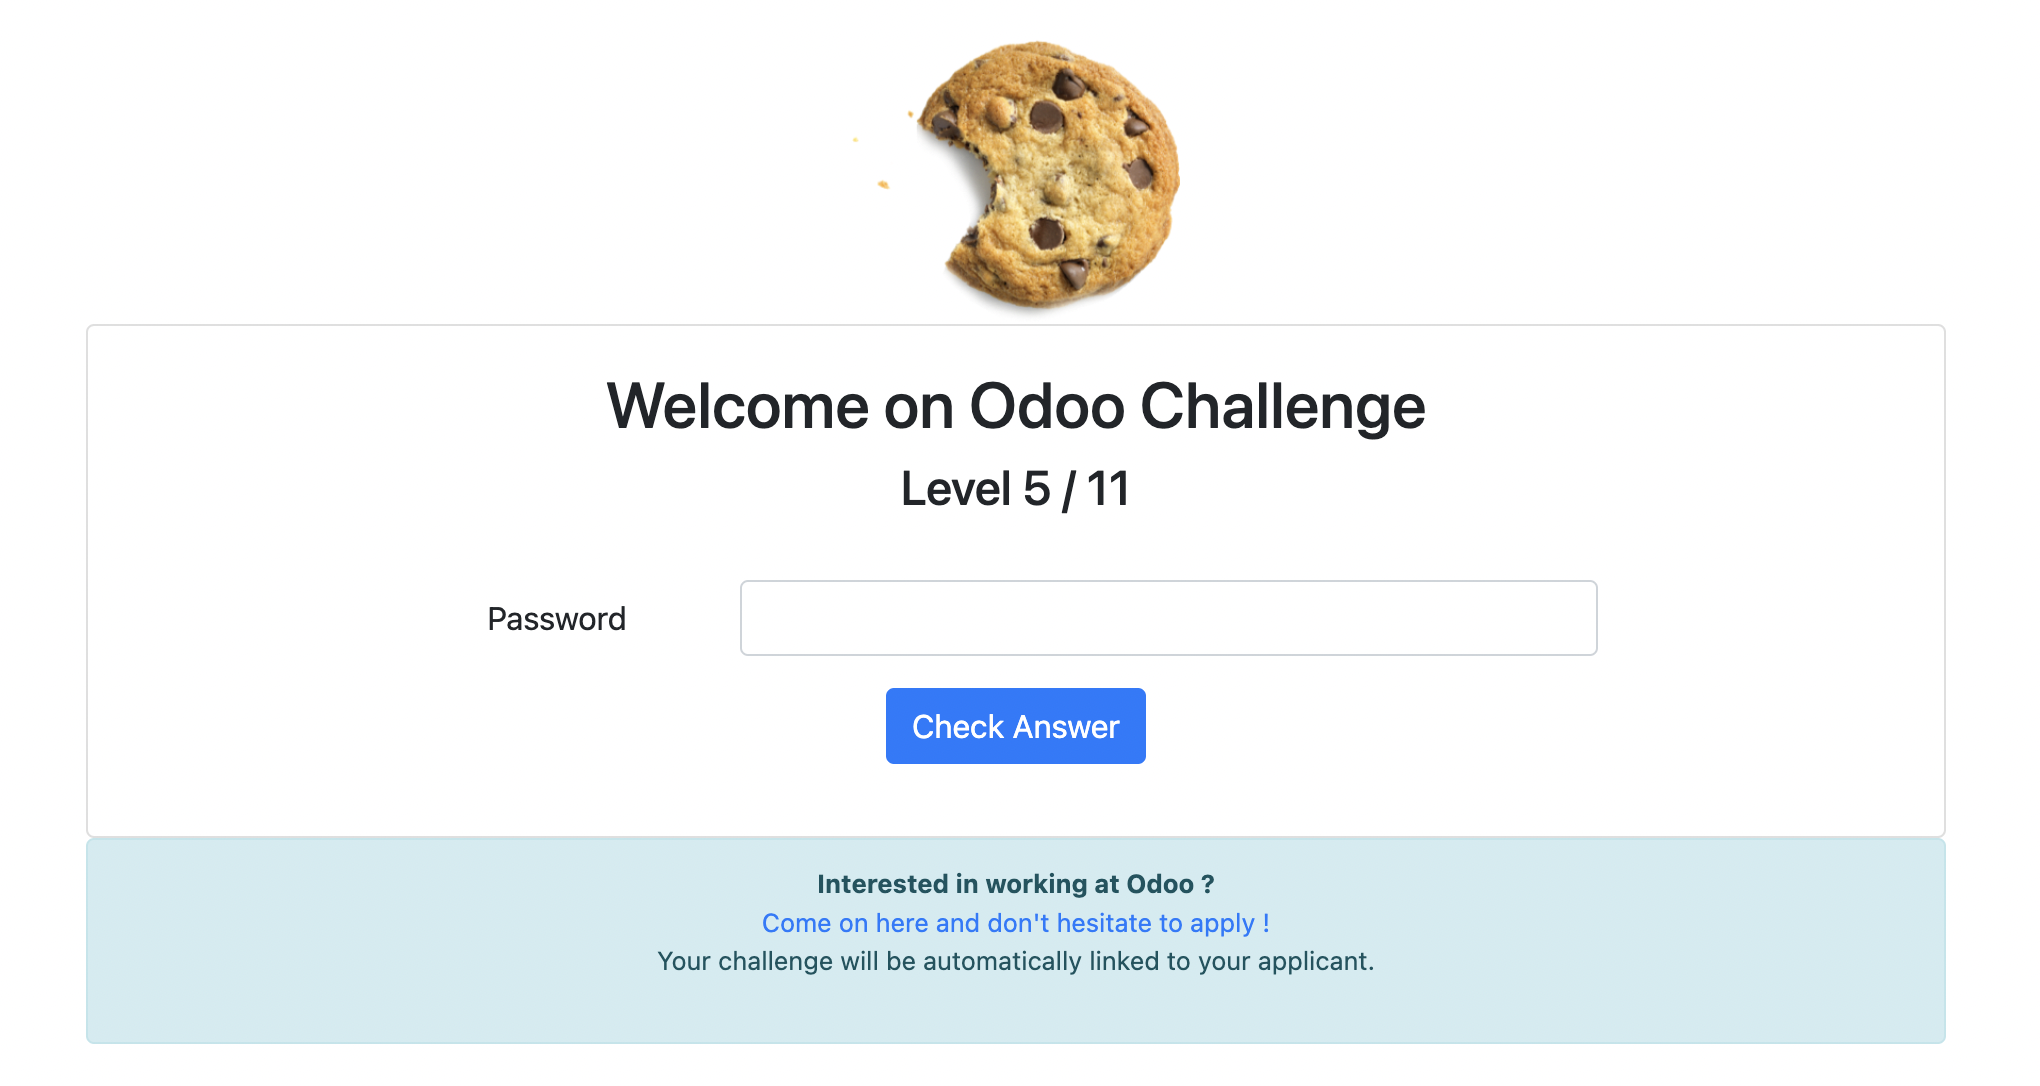 Welcome on Odoo Challenge
Level 5 / 11
Password
Check Answer
Interested in working at Odoo ?
Come on here and don't hesitate to apply !
Your challenge will be automatically linked to your applicant.